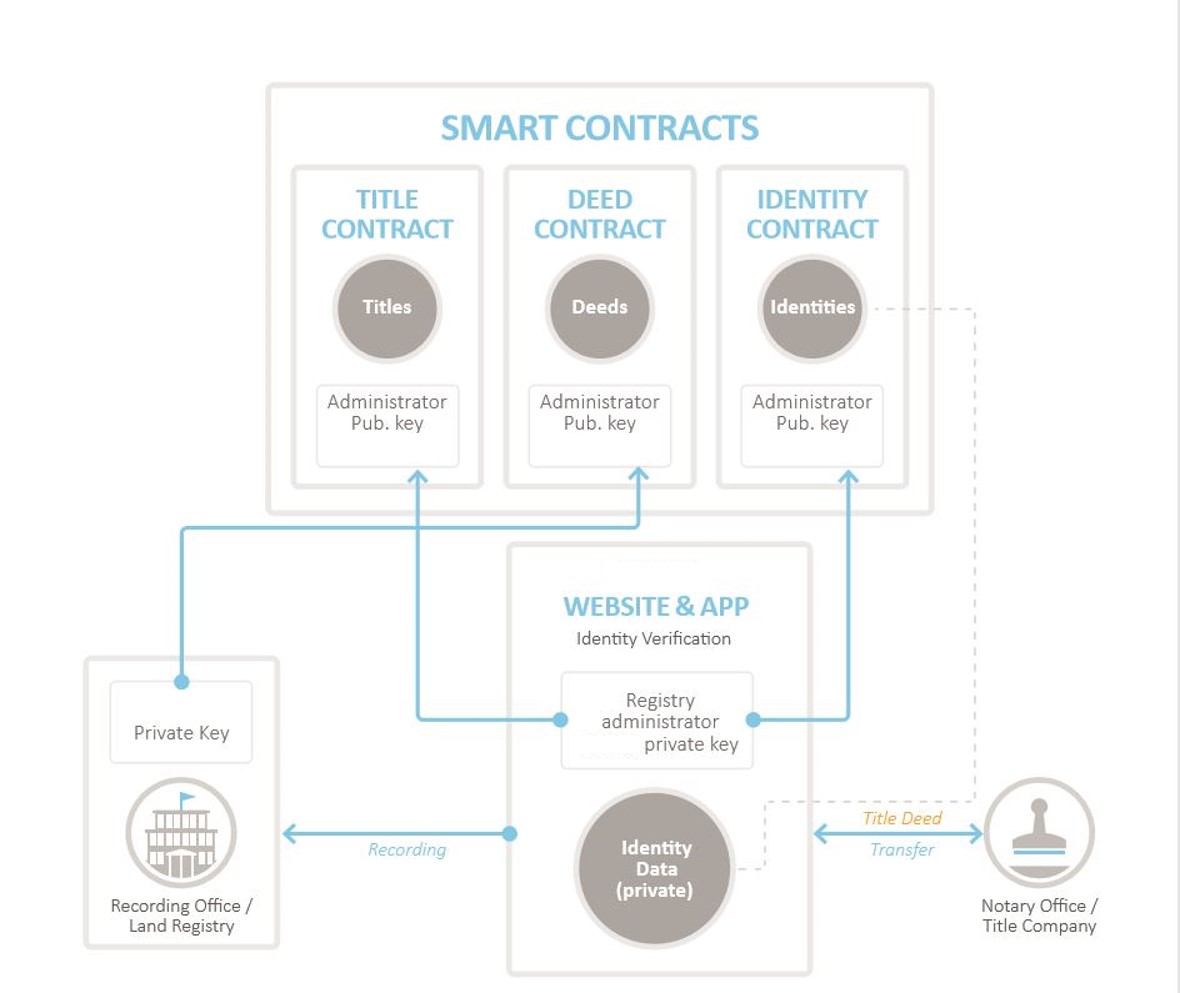 SMART CONTRACTS
TITLE
CONTRACT
Titles
Administrator
Pub. key
DEED
CONTRACT
Deeds
Administrator
Pub. key
IDENTITY
CONTRACT
Identities
Administrator
Pub. key
WEBSITE & APP
Identity Verification
Registry
administrator
private key
Identity
Data
(private)
Private Key
Recording Office /
Land Registry
Recording
Title Deed
Transfer
Notary Office /
Title Company